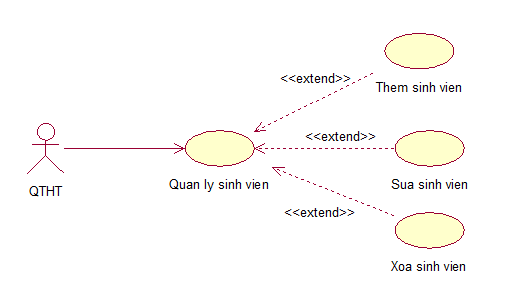 <<extend>>
Them sinh vien
<<extend>>
QTHT
Quan ly sinh vien
Sua sinh vien
<<extend>>
Xoa sinh vien